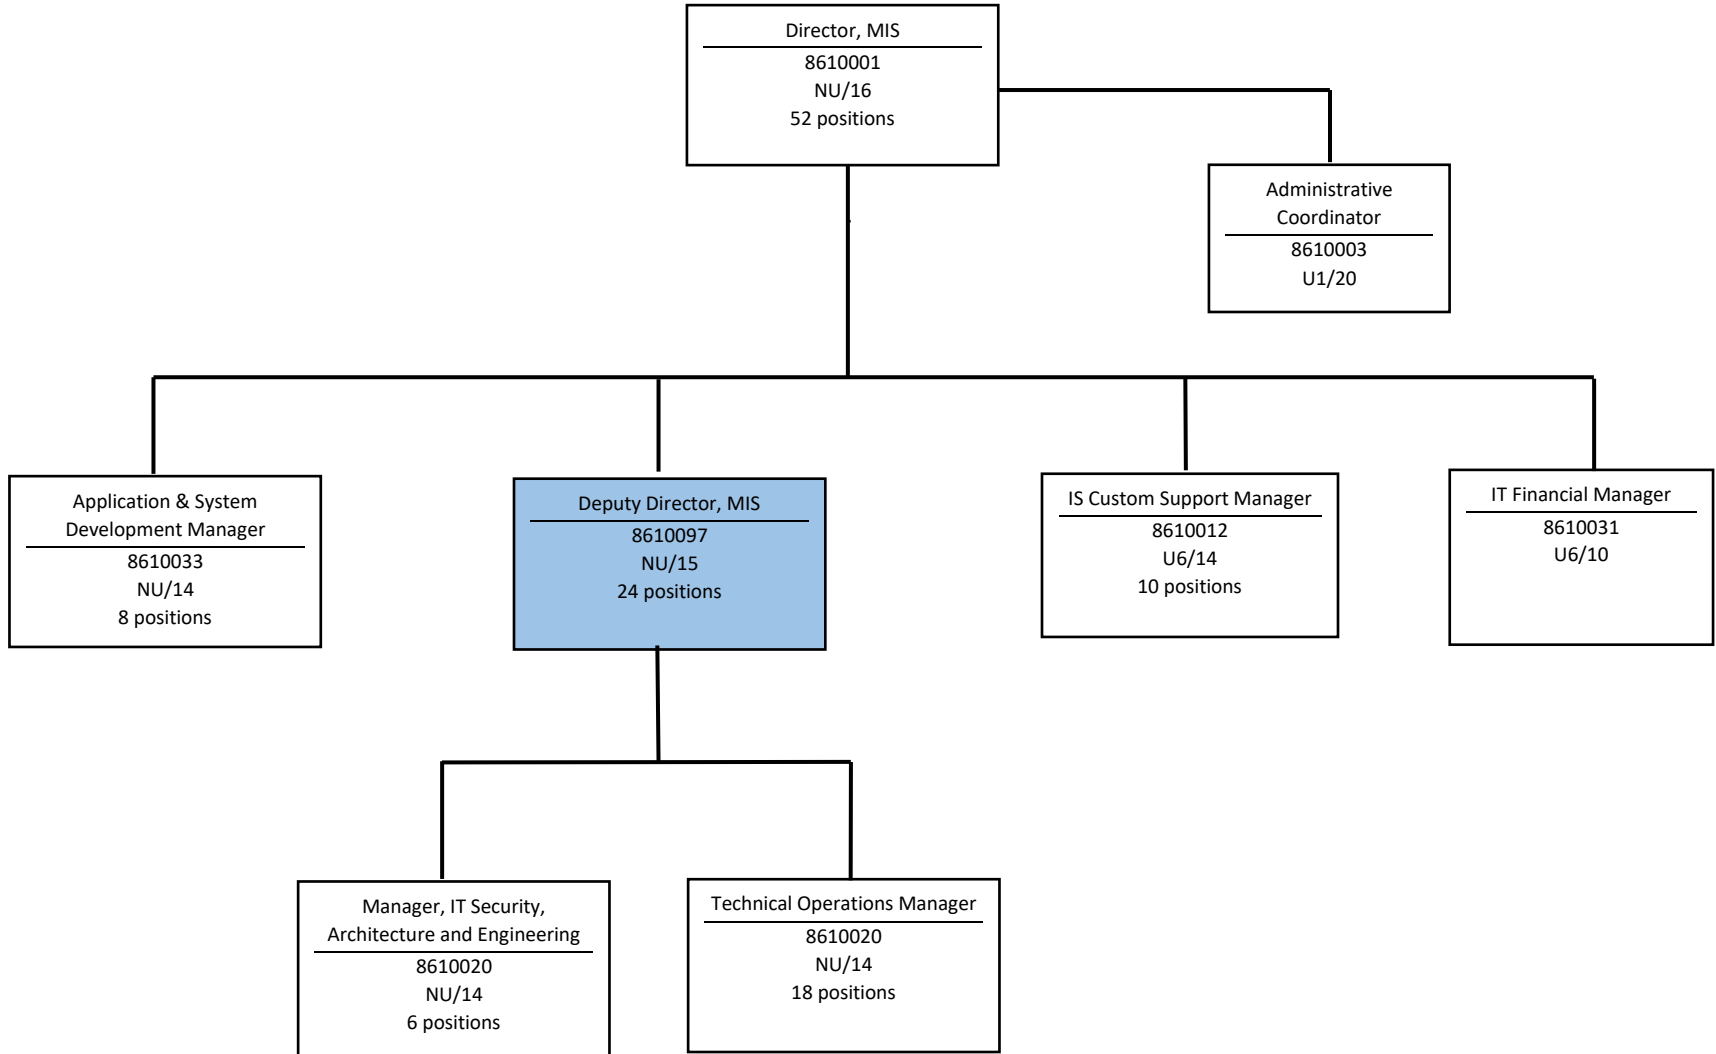 Director, MIS
8610001
NU/16
52 positions
Administrative
Coordinator
8610003
U1/20
Application & System
Development Manager
8610033
NU/14
8 positions
Deputy Director, MIS
8610097
NU/15
24 positions
IS Custom Support Manager
8610012
U6/14
10 positions
IT Financial Manager
8610031
U6/10
Manager, IT Security,
Architecture and Engineering
8610020
NU/14
6 positions
Technical Operations Manager
8610020
NU/14
18 positions